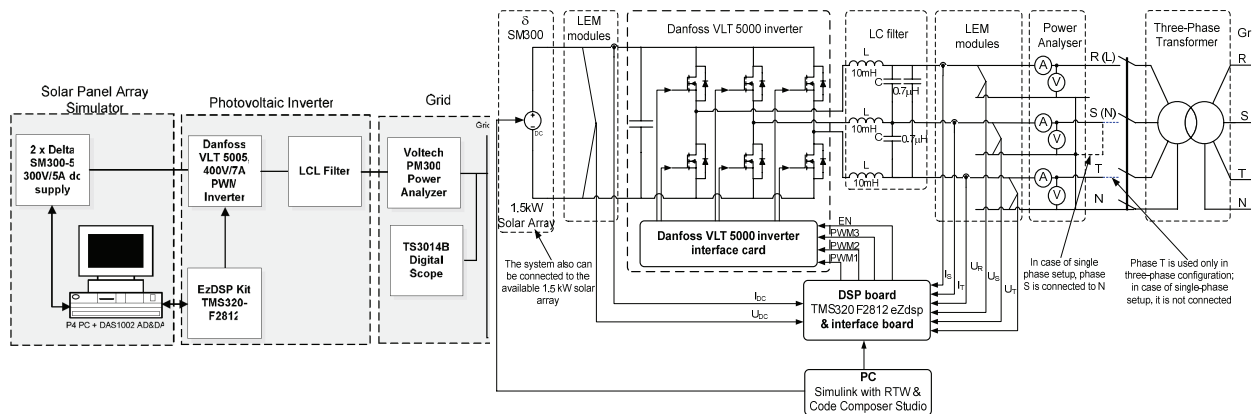 Solar Panel Array
Simulator
2 x Delta
SM300-5
300V/5A dc
supply
P4 PC + DAS1002 AD&DA
Photovoltaic Inverter
Danfoss
VLT 5005,
400V/7A
PWM
Inverter
LCL Filter
EzDSP Kit
TMS320-
F2812
Grid
Grid
Voltech
PM300
Power
Analyzer
TS3014B
Digital
Scope
δ
SM300
DC
1,5kW
Solar Array
The system also can
be connected to the
available 1.5 kW solar
array
LEM
modules
Danfoss VLT 5000 inverter
Danfoss VLT 5000 inverter
interface card
EN
PWM3
PWM2
PWM1
LC filter
L
10mH
C
0.7µH
L
10mH
C
0.7µH
L
10mH
LEM
modules
Power
Analyser
A
V
A
V
A
V
R (L)
S (N)
T
N
Three-Phase
Transformer
Gr
R
S
T
N
In case of single
phase setup, phase
S is connected to N
Phase T is used only in
three-phase configuration;
in case of single-phase
setup, it is not connected
IS
IT
UR
US
UT
IDC
UDC
DSP board
TMS320F2812 eZdsp
& interface board
PC
Simulink with RTW &
Code Composer Studio